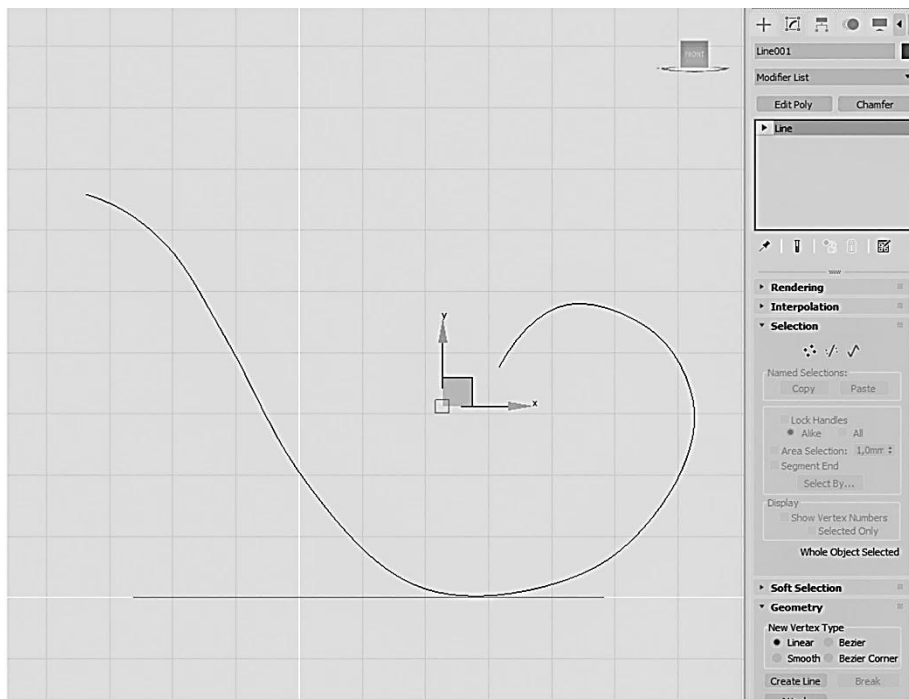 FRONT
y
x
Line001
Modifier List
Edit Poly
Chamfer
Line
Rendering
Interpolation
Selection
Named Selections:
Copy
Paste
Lock Handles
Alike
All
Area Selection: 1,0mm
Segment End
Select By...
Display
Show Vertex Numbers
Selected Only
Whole Object Selected
Soft Selection
Geometry
New Vertex Type
Linear
Bezier
Smooth
Bezier Corner
Create Line
Break